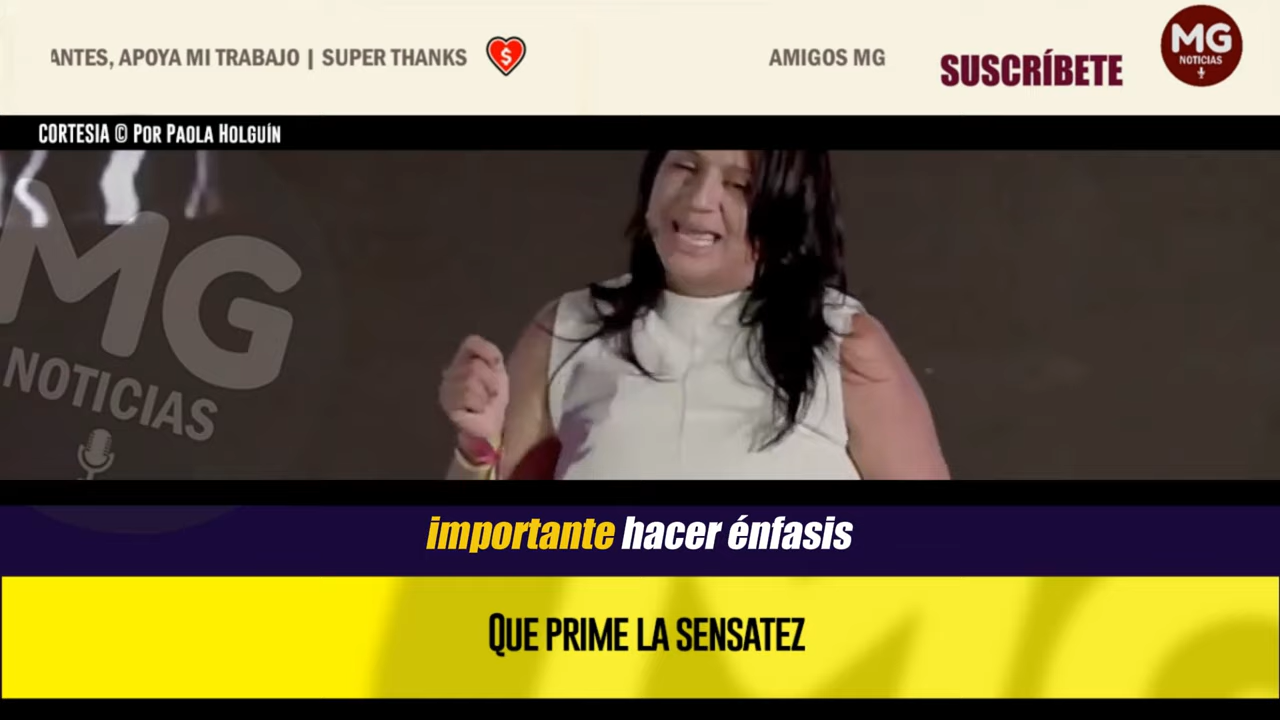 ANTES, APOYA MI TRABAJO | SUPER THANKS
$
AMIGOS MG
SUSCRÍBETE
MG
NOTICIAS
CORTESIA © POR PAOLA HOLGUÍN
MG
NOTICIAS
importante hacer énfasis
QUE PRIME LA SENSATEZ